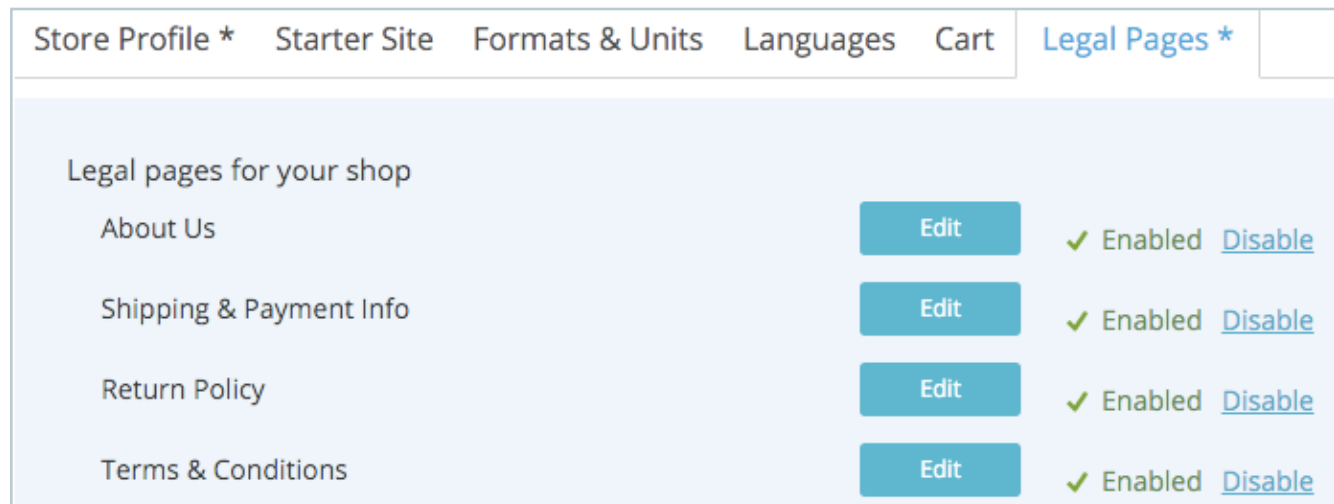 Store Profile * Starter Site Formats & Units Languages Cart Legal Pages *
Legal pages for your shop
About Us Edit ✓ Enabled Disable
Shipping & Payment Info Edit ✓ Enabled Disable
Return Policy Edit ✓ Enabled Disable
Terms & Conditions Edit ✓ Enabled Disable